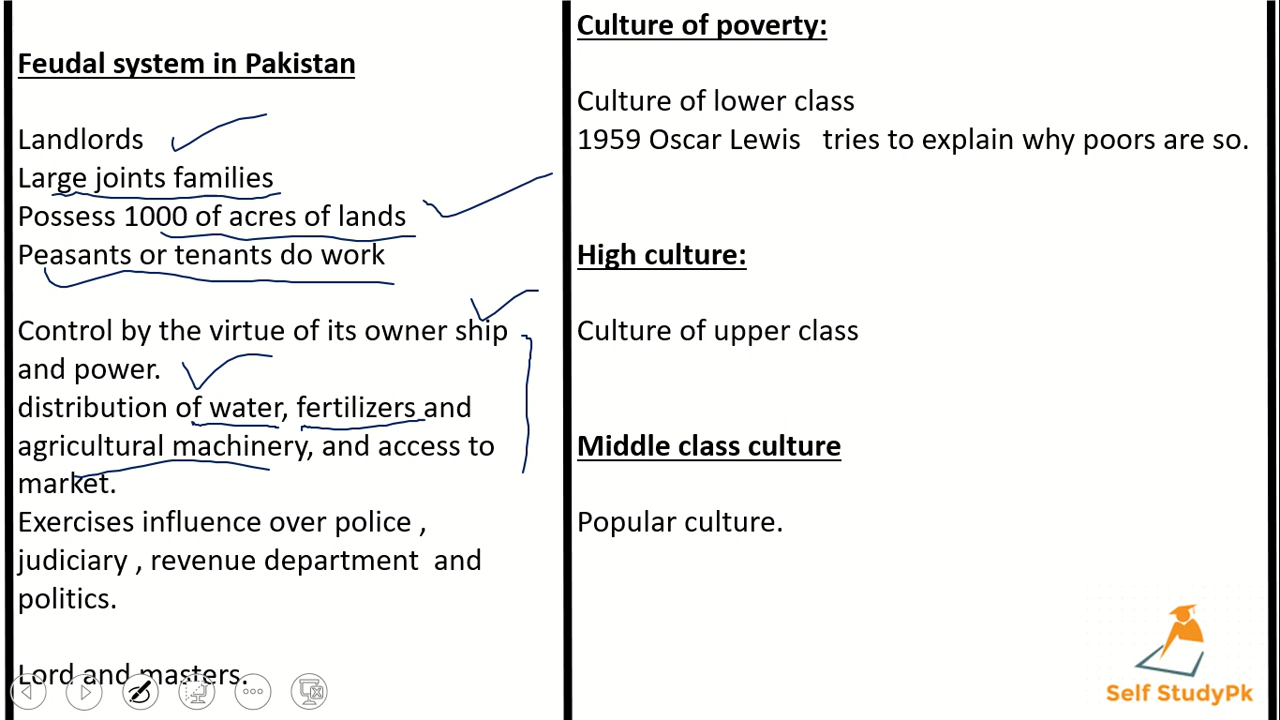 Feudal system in Pakistan
Landlords
Large joints families
Possess 1000 of acres of lands
Peasants or tenants do work
Control by the virtue of its owner ship
and power.
distribution of water, fertilizers and
agricultural machinery, and access to
market.
Exercises influence over police ,
judiciary , revenue department  and
politics.
Lord and masters.
Culture of poverty:
Culture of lower class
1959 Oscar Lewis   tries to explain why poors are so.
High culture:
Culture of upper class
Middle class culture
Popular culture.
Self StudyPk